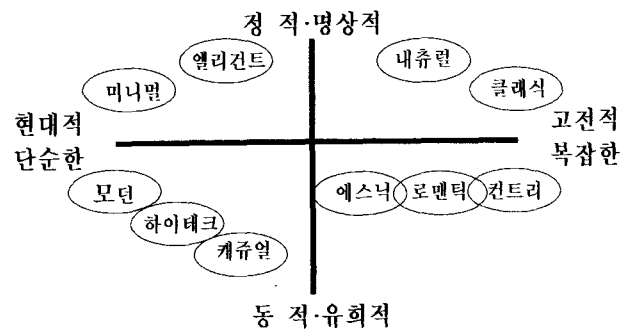 정 적·명상적
엘리건트
내츄럴
미니멀
클래식
현대적
단순한
고전적
복잡한
모던
하이테크
캐쥬얼
에스닉
로맨틱
컨트리
동 적·유희적